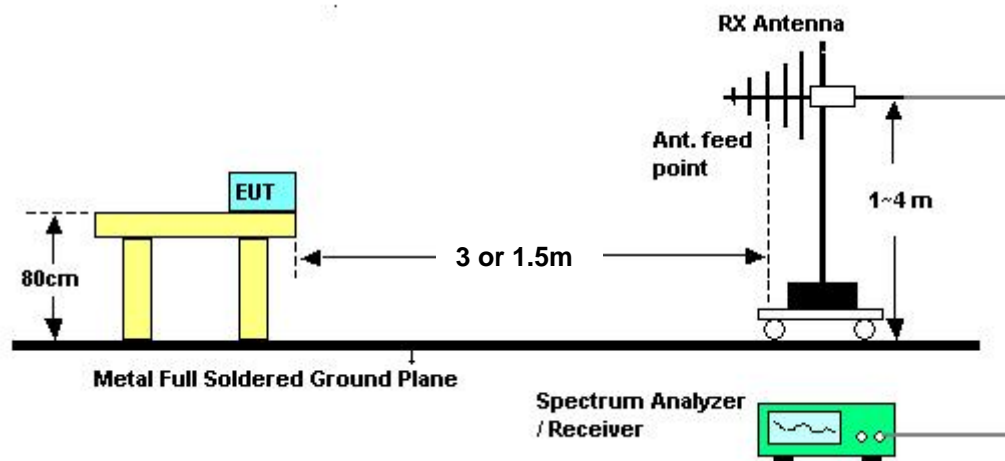 RX Antenna
Ant. feed
point
EUT
1~4 m
3 or 1.5m
80cm
Metal Full Soldered Ground Plane
Spectrum Analyzer
/ Receiver